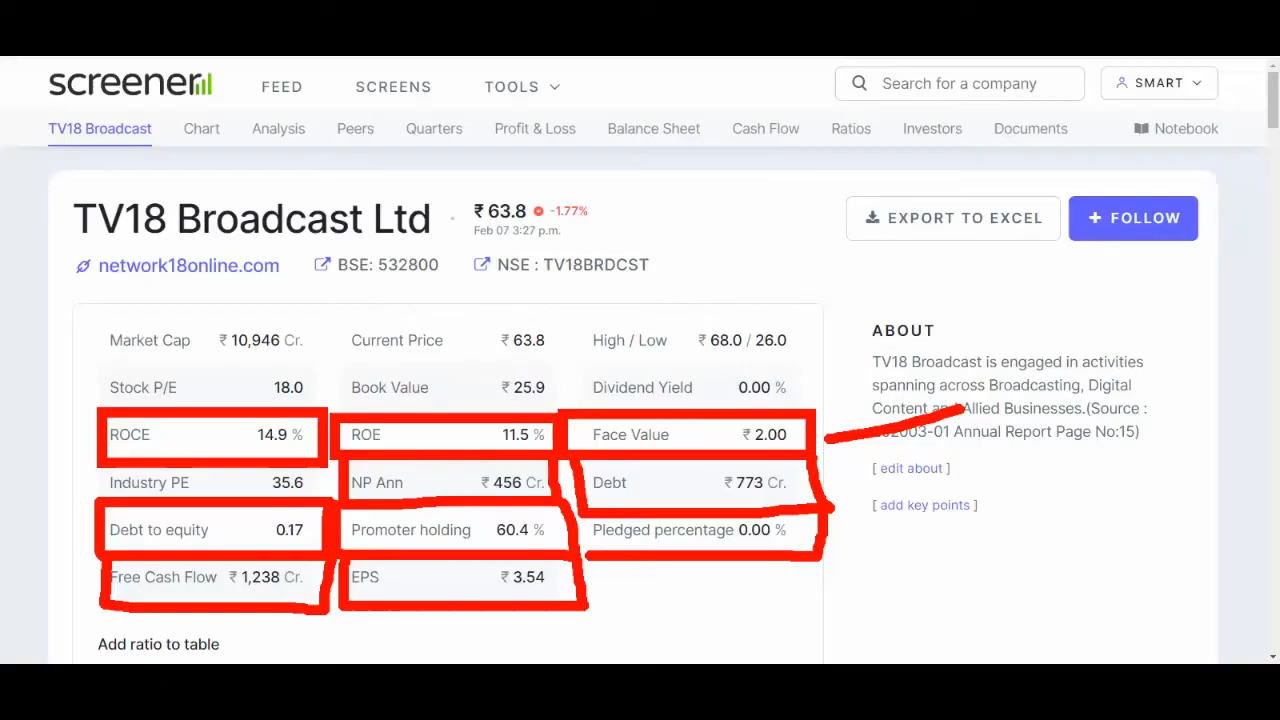 screener
FEED SCREENS TOOLS
Search for a company
SMART
TV18 Broadcast Chart Analysis Peers Quarters Profit & Loss Balance Sheet Cash Flow Ratios Investors Documents Notebook
TV18 Broadcast Ltd
₹ 63.8 -1.77%
Feb 07 3:27 p.m.
EXPORT TO EXCEL
+ FOLLOW
network18online.com BSE: 532800 NSE : TV18BRDCST
Market Cap ₹ 10,946 Cr. Current Price ₹ 63.8 High / Low ₹ 68.0 / 26.0
Stock P/E 18.0 Book Value ₹ 25.9 Dividend Yield 0.00 %
ROCE 14.9 % ROE 11.5 % Face Value ₹ 2.00
Industry PE 35.6 NP Ann ₹ 456 Cr. Debt ₹ 773 Cr.
Debt to equity 0.17 Promoter holding 60.4 % Pledged percentage 0.00 %
Free Cash Flow ₹ 1,238 Cr. EPS ₹ 3.54
Add ratio to table
ABOUT
TV18 Broadcast is engaged in activities
spanning across Broadcasting, Digital
Content and Allied Businesses.(Source :
Annual Report Page No:15)
[ edit about ]
[ add key points ]